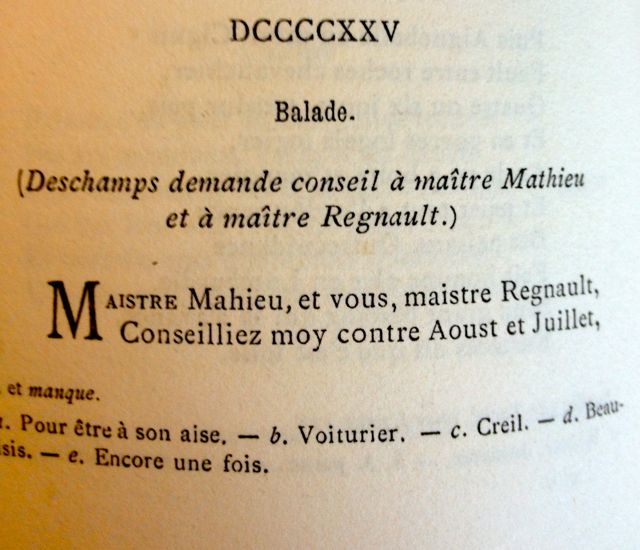 DCCCCXXV
Balade.
(Deschamps demande conseil à maître Mathieu
et à maître Regnault.)
MAISTRE Mahieu, et vous, maistre Regnault,
Conseilliez moy contre Aoust et Juillet,
et manque.
Pour être à son aise. — b. Voiturier. — c. Creil. — d. Beau-
sis. — e. Encore une fois.